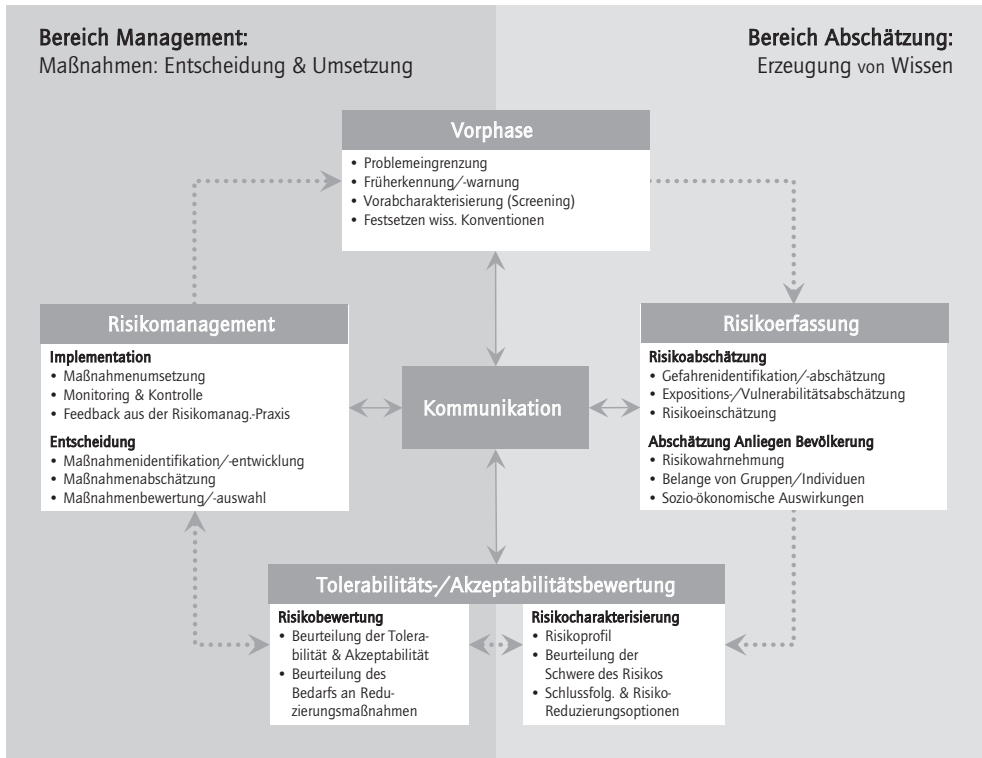 Bereich Management:
Maßnahmen: Entscheidung & Umsetzung
Bereich Abschätzung:
Erzeugung von Wissen
Vorphase
• Problemeingrenzung
• Früherkennung/-warnung
• Vorabcharakterisierung (Screening)
• Festsetzen wiss. Konventionen
Risikomanagement
Implementation
• Maßnahmenumsetzung
• Monitoring & Kontrolle
• Feedback aus der Risikomanag.-Praxis
Entscheidung
• Maßnahmenidentifikation/-entwicklung
• Maßnahmenabschätzung
• Maßnahmenbewertung/-auswahl
Kommunikation
Risikoerfassung
Risikoabschätzung
• Gefahrenidentifikation/-abschätzung
• Expositions-/Vulnerabilitätsabschätzung
• Risikoeinschätzung
Abschätzung Anliegen Bevölkerung
• Risikowahrnehmung
• Belange von Gruppen/Individuen
• Sozio-ökonomische Auswirkungen
Tolerabilitäts-/Akzeptabilitätsbewertung
Risikobewertung
• Beurteilung der Tolera-
bilität & Akzeptabilität
• Beurteilung des
Bedarfs an Redu-
zierungsmaßnahmen
Risikocharakterisierung
• Risikoprofil
• Beurteilung der
Schwere des Risikos
• Schlussfolg. & Risiko-
Reduzierungsoptionen